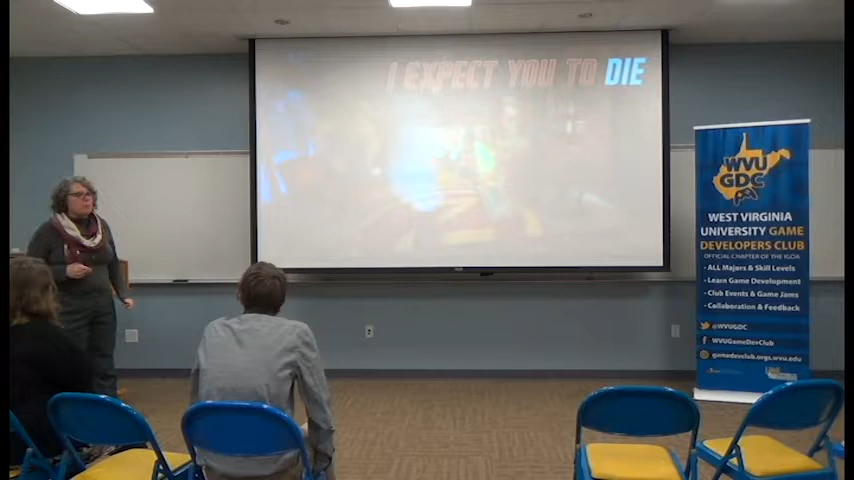 I EXPECT YOU TO DIE
WVU
GDC
WEST VIRGINIA
UNIVERSITY GAME
DEVELOPERS CLUB
OFFICIAL CHAPTER OF THE IGDA
- ALL Majors & Skill Levels
- Learn Game Development
- Club Events & Game Jams
- Collaboration & Feedback
@WVUGDC
WVUGameDevClub
gamedevclub.orgs.wvu.edu